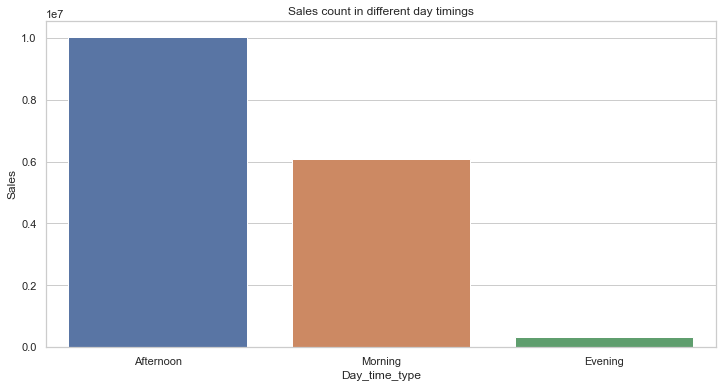 Sales count in different day timings
1e7
1.0
0.8
0.6
0.4
0.2
0.0
Sales
Afternoon
Morning
Evening
Day_time_type